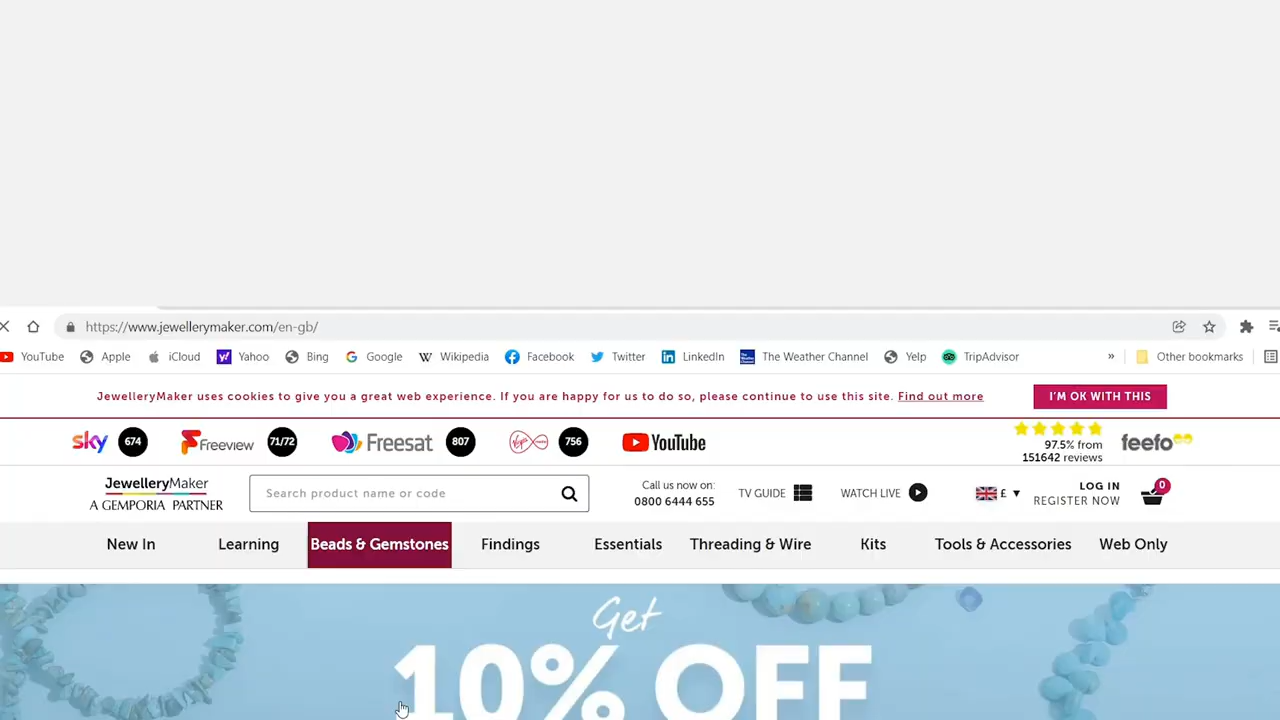 https://www.jewellerymaker.com/en-gb/
YouTube Apple iCloud Yahoo Bing Google Wikipedia Facebook Twitter LinkedIn The Weather Channel Yelp TripAdvisor » Other bookmarks
JewelleryMaker uses cookies to give you a great web experience. If you are happy for us to do so, please continue to use this site. Find out more
I'M OK WITH THIS
sky 674 Freeview 71/72 Freesat 807 Virgin media 756 YouTube
97.5% from
151642 reviews
feefo
JewelleryMaker
A GEMPORIA PARTNER
Search product name or code
Call us now on:
0800 6444 655
TV GUIDE
WATCH LIVE
£
LOG IN
REGISTER NOW
0
New In Learning Beads & Gemstones Findings Essentials Threading & Wire Kits Tools & Accessories Web Only
Get
10% OFF